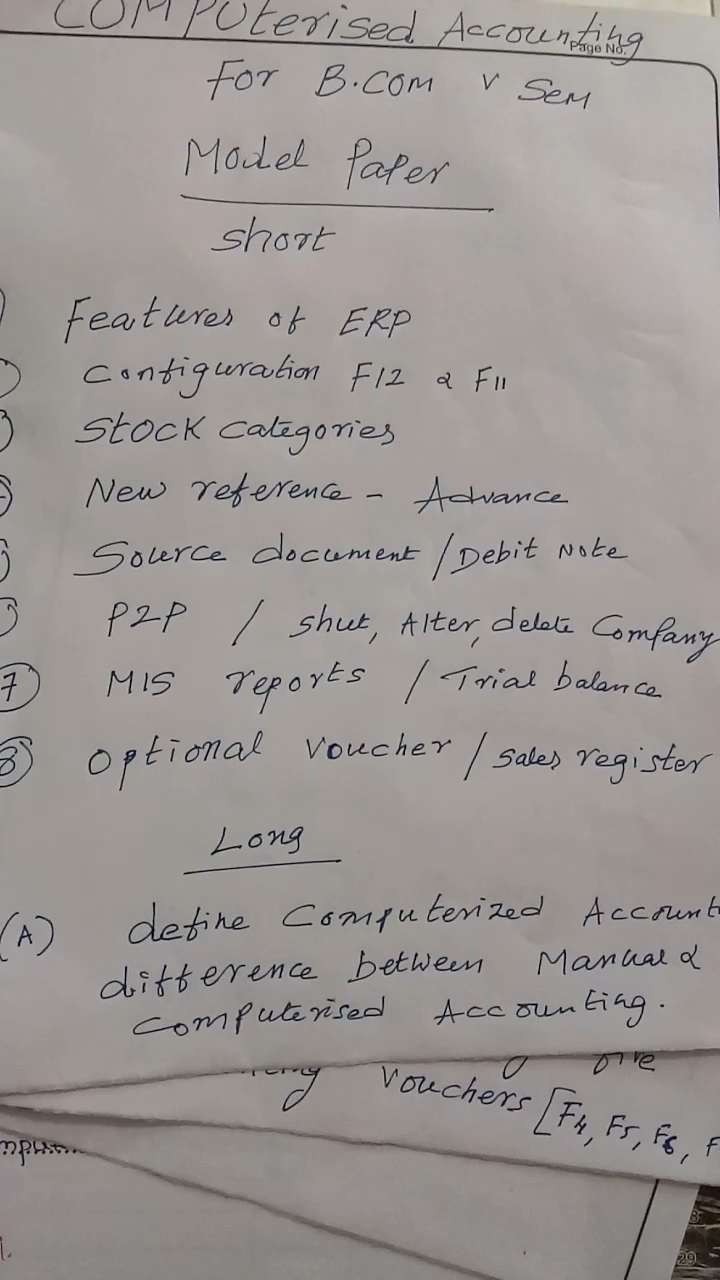 COMPUterised Accounting
Page No.
For B.COM V SEM
Model Paper
short
Features of ERP
Configuration F12 & F11
Stock categories
New reference - Advance
Source document / Debit Note
P2P / shut, Alter, delete Company
7 MIS reports / Trial balance
8 Optional voucher / sales register
Long
(A) define Computerized Account
difference between Manual &
Computerised Accounting.
Vouchers [F4, F5, F6, F
29